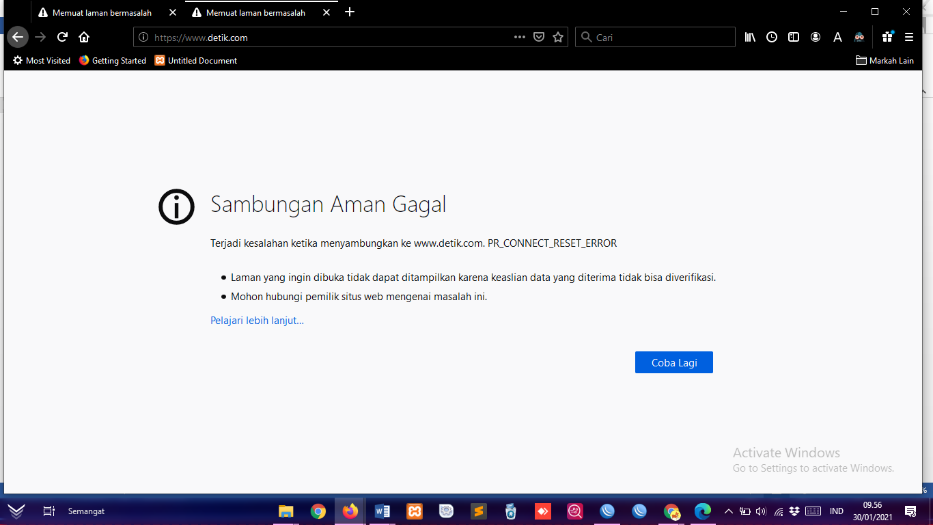 Memuat laman bermasalah
Memuat laman bermasalah
https://www.detik.com
Cari
Most Visited
Getting Started
Untitled Document
Markah Lain
Sambungan Aman Gagal
Terjadi kesalahan ketika menyambungkan ke www.detik.com. PR_CONNECT_RESET_ERROR
Laman yang ingin dibuka tidak dapat ditampilkan karena keaslian data yang diterima tidak bisa diverifikasi.
Mohon hubungi pemilik situs web mengenai masalah ini.
Pelajari lebih lanjut...
Coba Lagi
Activate Windows
Go to Settings to activate Windows.
Semangat
IND
09.56
30/01/2021